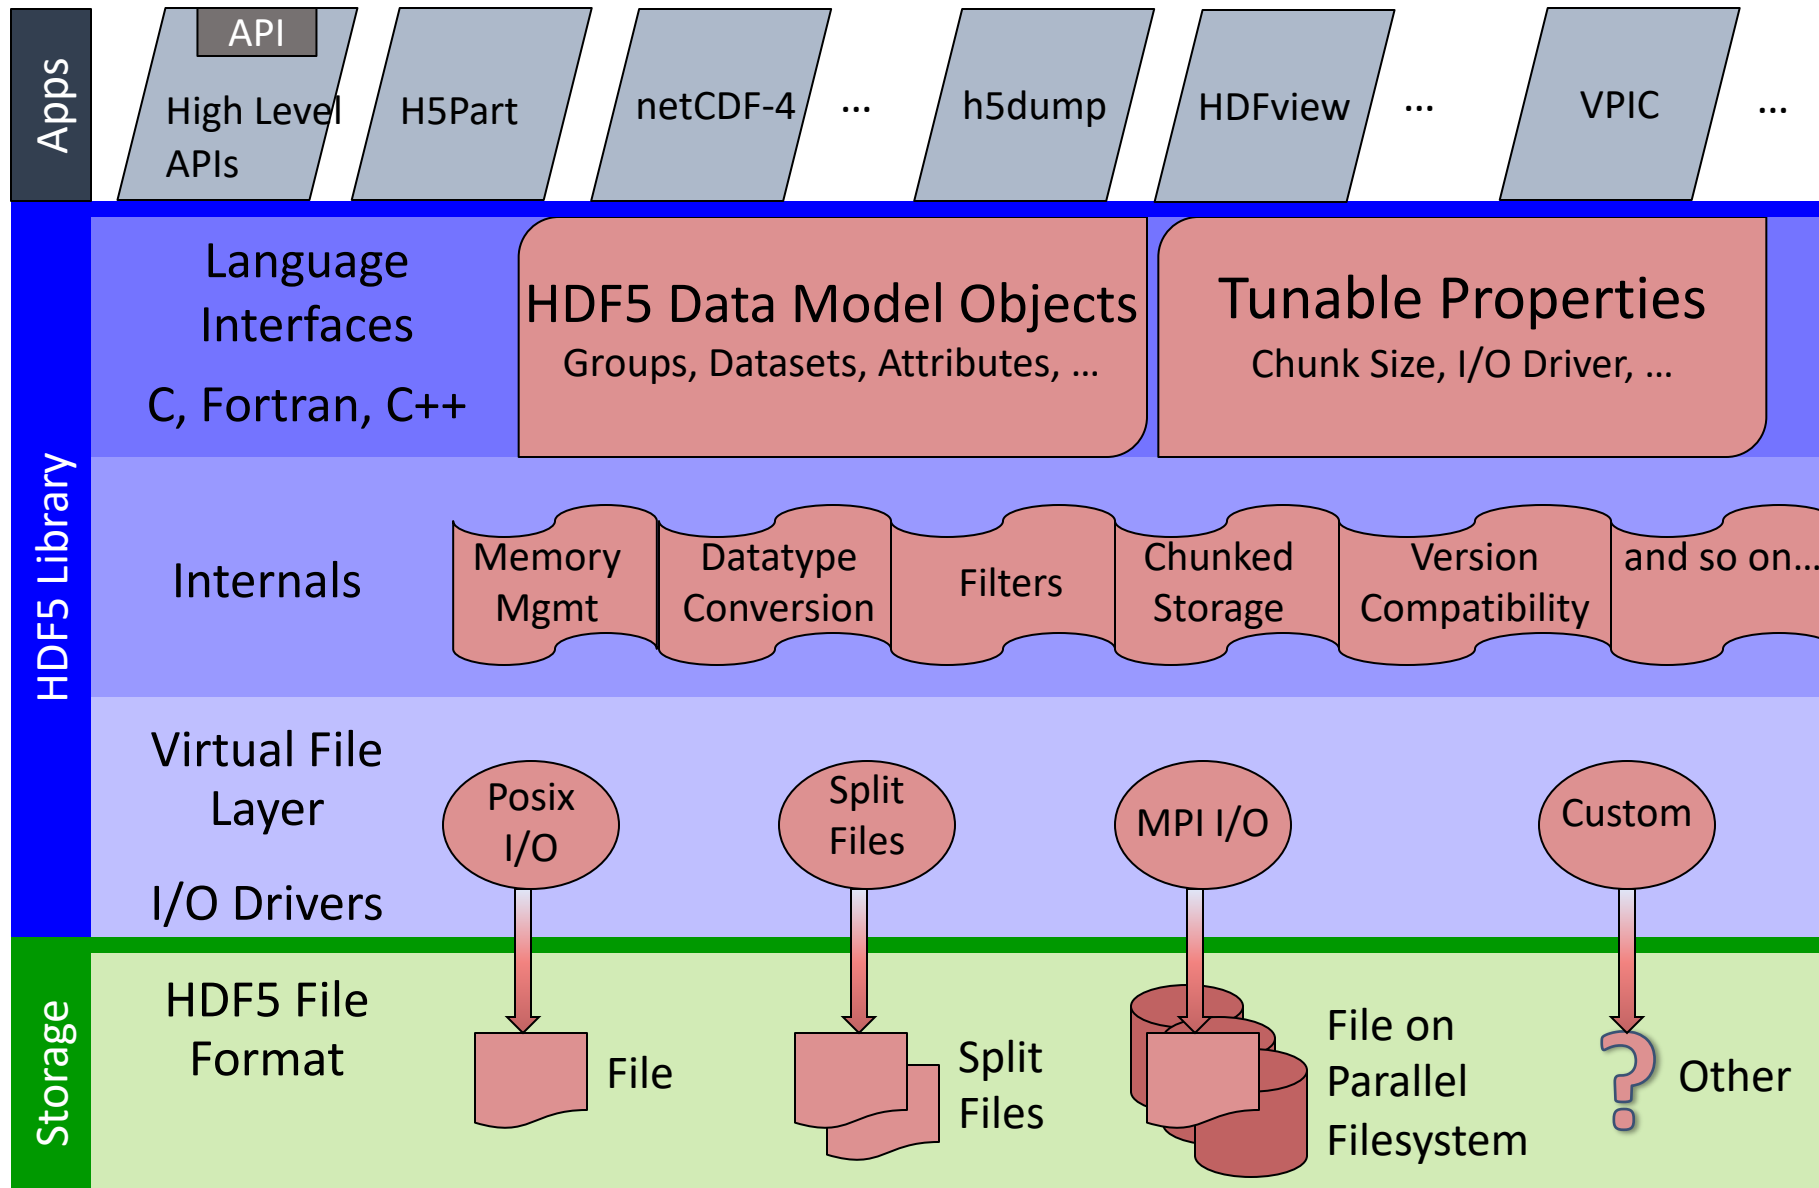 Apps
API
High Level
APIs
H5Part
netCDF-4
...
h5dump
HDFview
...
VPIC
...
HDF5 Library
Language
Interfaces
C, Fortran, C++
HDF5 Data Model Objects
Groups, Datasets, Attributes, ...
Tunable Properties
Chunk Size, I/O Driver, ...
Internals
Memory
Mgmt
Datatype
Conversion
Filters
Chunked
Storage
Version
Compatibility
and so on...
Virtual File
Layer
I/O Drivers
Posix
I/O
Split
Files
MPI I/O
Custom
Storage
HDF5 File
Format
File
Split
Files
File on
Parallel
Filesystem
?
Other